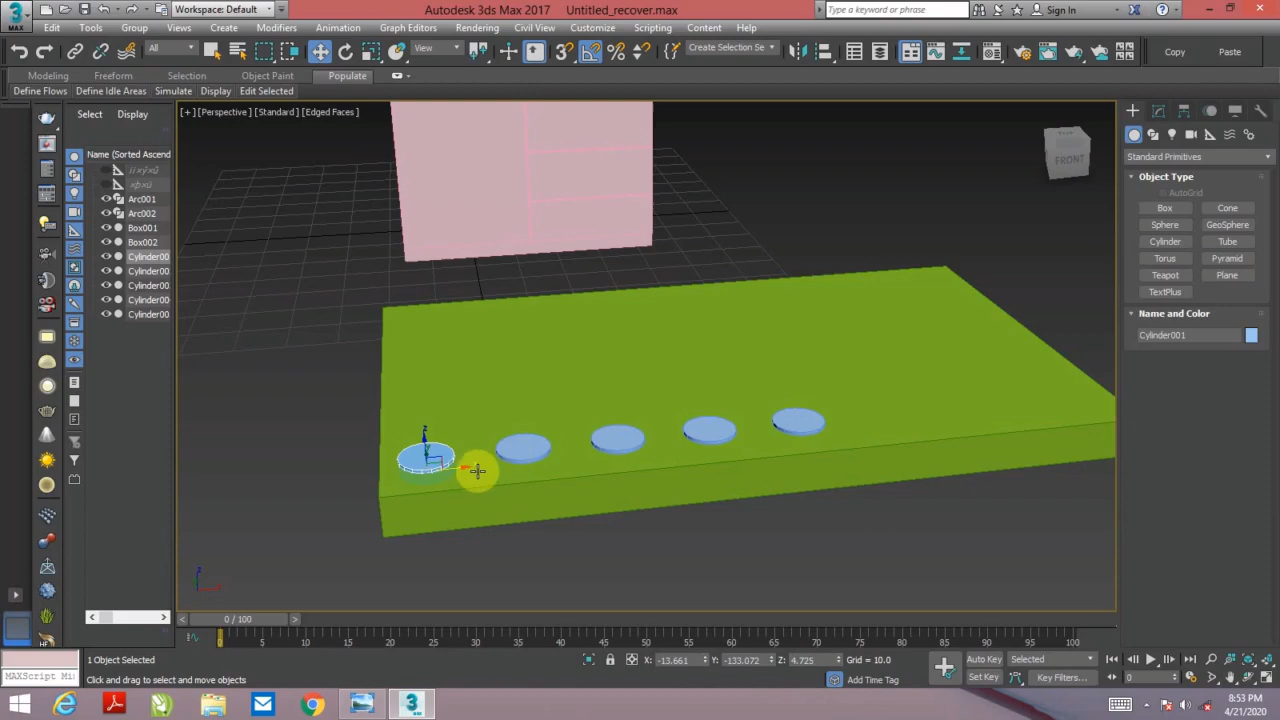 Autodesk 3ds Max 2017 Untitled_recover.max
MAX
Workspace: Default
Type a keyword or phrase
Sign In
Edit Tools Group Views Create Modifiers Animation Graph Editors Rendering Civil View Customize Scripting Content Help
All
View
Create Selection Se
Copy Paste
Modeling Freeform Selection Object Paint Populate
Define Flows Define Idle Areas Simulate Display Edit Selected
Select Display
[+] [Perspective] [Standard] [Edged Faces]
Name (Sorted Ascend
Arc001
Arc002
Box001
Box002
Cylinder00
Cylinder00
Cylinder00
Cylinder00
Cylinder00
FRONT
Standard Primitives
Object Type
AutoGrid
Box Cone
Sphere GeoSphere
Cylinder Tube
Torus Pyramid
Teapot Plane
TextPlus
Name and Color
Cylinder001
z
z
0 / 100
0 5 10 15 20 25 30 35 40 45 50 55 60 65 70 75 80 85 90 95 100
1 Object Selected
X: -13.661 Y: -133.072 Z: 4.725 Grid = 10.0
Auto Key Selected
MAXScript Mi
Click and drag to select and move objects
Add Time Tag
Set Key Key Filters...
0
8:53 PM
4/21/2020